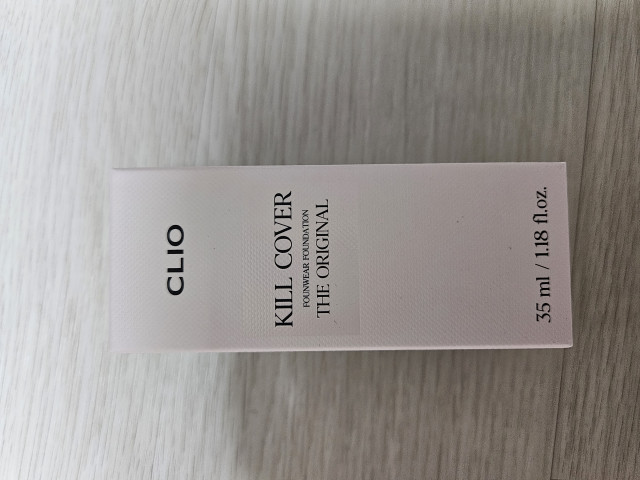 CLIO
KILL COVER
FOUNWEAR FOUNDATION
THE ORIGINAL
35 ml / 1.18 fl.oz.